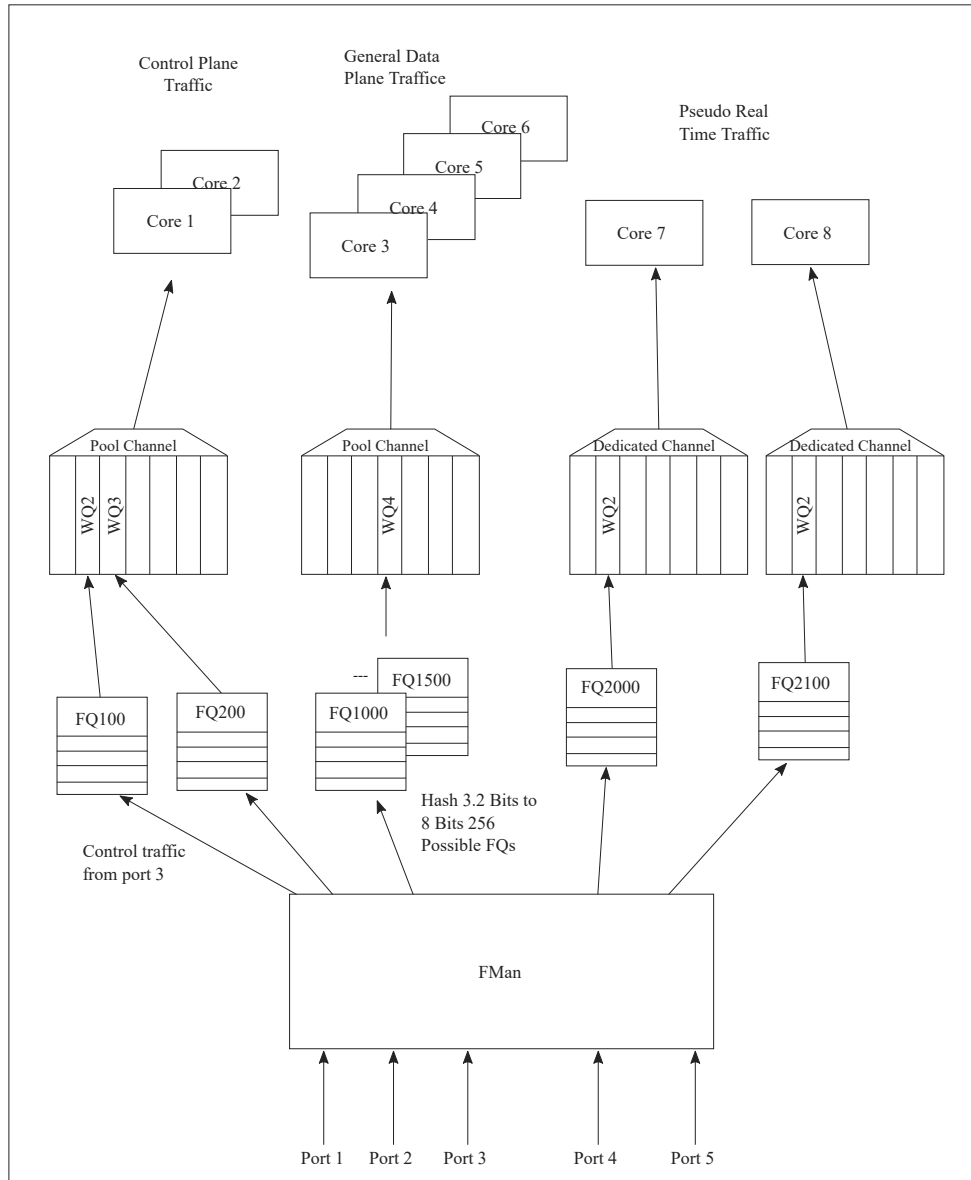 Control Plane
Traffic
General Data
Plane Traffice
Pseudo Real
Time Traffic
Core 6
Core 5
Core 4
Core 3
Core 2
Core 1
Core 7
Core 8
Pool Channel
Pool Channel
Dedicated Channel
Dedicated Channel
WQ2
WQ3
WQ4
WQ2
WQ2
FQ100
FQ200
---
FQ1500
FQ1000
FQ2000
FQ2100
Hash 3.2 Bits to
8 Bits 256
Possible FQs
Control traffic
from port 3
FMan
Port 1
Port 2
Port 3
Port 4
Port 5